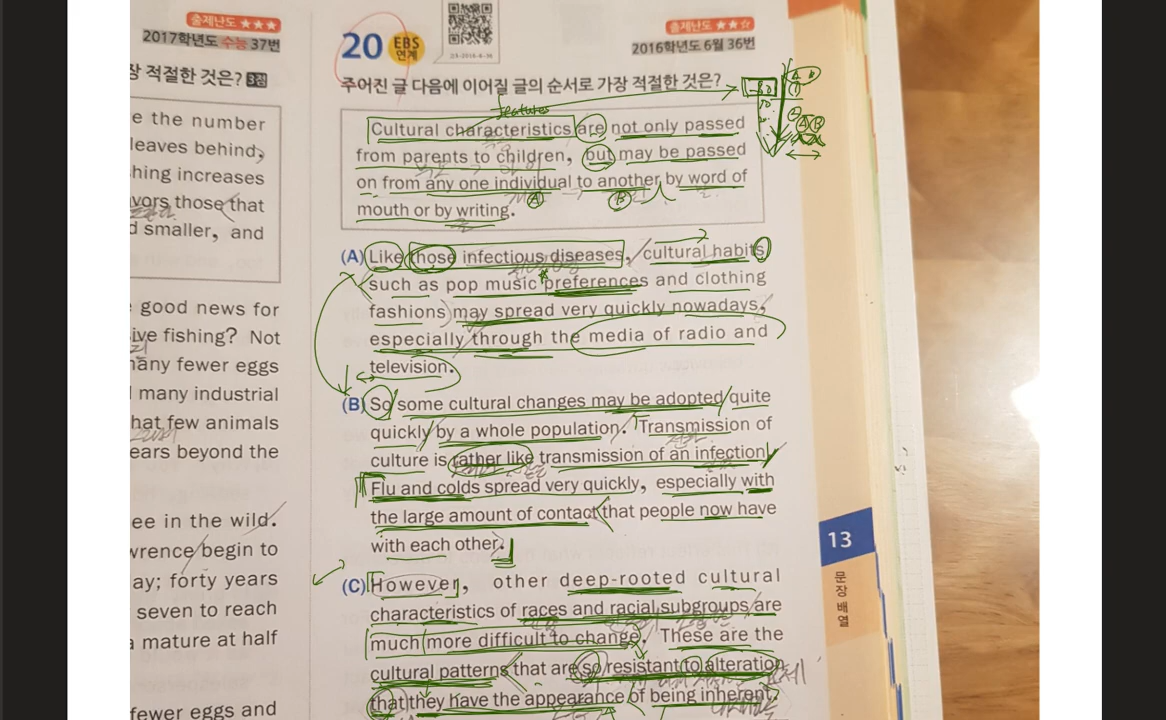 출제난도 ★★★
2017학년도 수능 37번
장 적절한 것은? 3점
e the number
leaves behind,
hing increases
vors those that
d smaller, and
good news for
ive fishing? Not
many fewer eggs
many industrial
hat few animals
ears beyond the
ee in the wild.
wrence begin to
ay; forty years
seven to reach
mature at half
fewer eggs and
20 EBS 연계
출제난도 ★★☆
2016학년도 6월 36번
주어진 글 다음에 이어질 글의 순서로 가장 적절한 것은?
features
Cultural characteristics are not only passed
from parents to children, but may be passed
on from any one individual to another by word of
mouth or by writing.
A B
(A) Like those infectious diseases, cultural habits
such as pop music preferences and clothing
fashions may spread very quickly nowadays,
especially through the media of radio and
television.
(B) So some cultural changes may be adopted quite
quickly by a whole population. Transmission of
culture is rather like transmission of an infection.
Flu and colds spread very quickly, especially with
the large amount of contact that people now have
with each other.
(C) However, other deep-rooted cultural
characteristics of races and racial subgroups are
much more difficult to change. These are the
cultural patterns that are so resistant to alteration
that they have the appearance of being inherent.
13
문장 배열